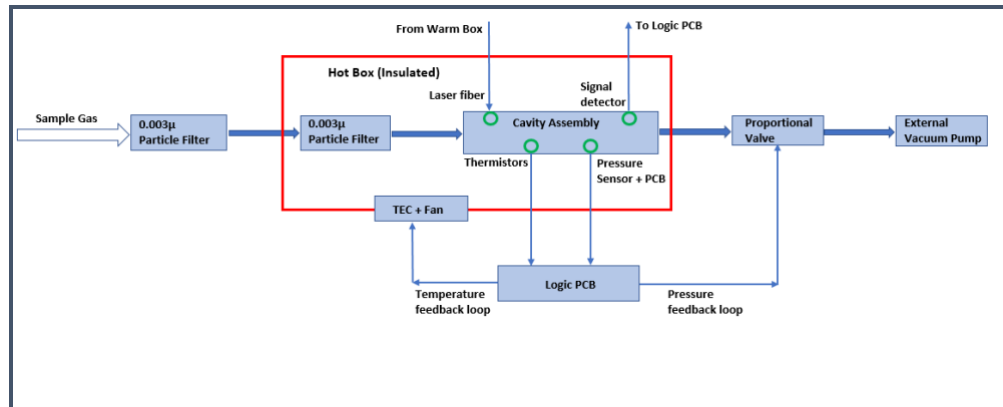 From Warm Box
To Logic PCB
Hot Box (Insulated)
Laser fiber
Signal
detector
Sample Gas
0.003µ
Particle Filter
0.003µ
Particle Filter
Cavity Assembly
Proportional
Valve
External
Vacuum Pump
Thermistors
Pressure
Sensor + PCB
TEC + Fan
Logic PCB
Temperature
feedback loop
Pressure
feedback loop